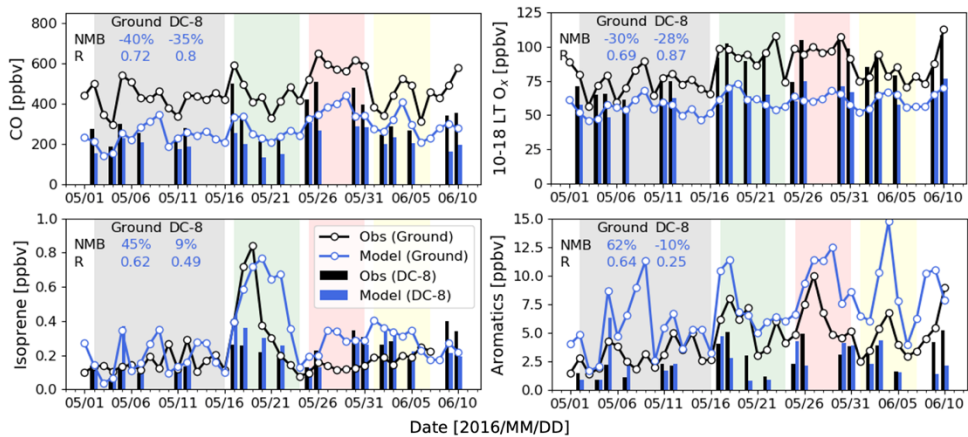 Ground DC-8
NMB -40% -35%
R 0.72 0.8
CO [ppbv]
800
600
400
200
0
05/01 05/06 05/11 05/16 05/21 05/26 05/31 06/05 06/10
Ground DC-8
NMB -30% -28%
R 0.69 0.87
10-18 LT Ox [ppbv]
125
100
75
50
25
0
05/01 05/06 05/11 05/16 05/21 05/26 05/31 06/05 06/10
Ground DC-8
NMB 45% 9%
R 0.62 0.49
Isoprene [ppbv]
1.0
0.8
0.6
0.4
0.2
0.0
Obs (Ground)
Model (Ground)
Obs (DC-8)
Model (DC-8)
05/01 05/06 05/11 05/16 05/21 05/26 05/31 06/05 06/10
Ground DC-8
NMB 62% -10%
R 0.64 0.25
Aromatics [ppbv]
15.0
12.5
10.0
7.5
5.0
2.5
0.0
05/01 05/06 05/11 05/16 05/21 05/26 05/31 06/05 06/10
Date [2016/MM/DD]